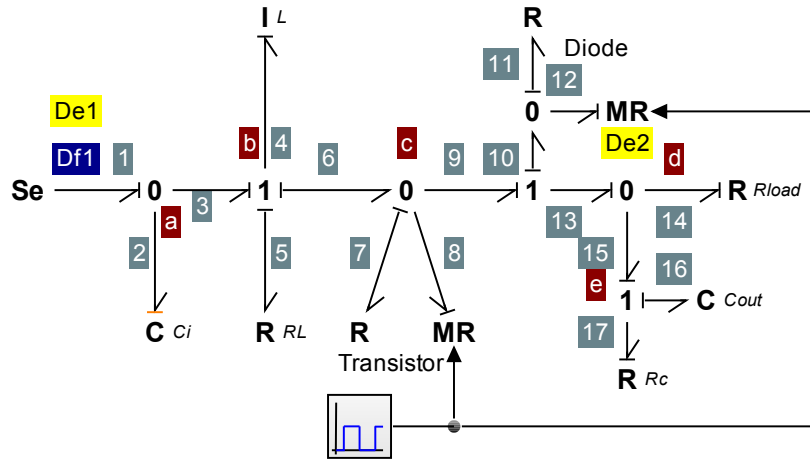 I L
R
Diode
11
12
De1
0
MR
De2
Df1
1
b
4
6
c
9
10
d
Se
0
1
0
1
0
R Rload
a
3
13
14
2
5
7
8
15
16
e
1
C Cout
C Ci
R RL
R
MR
17
Transistor
R Rc